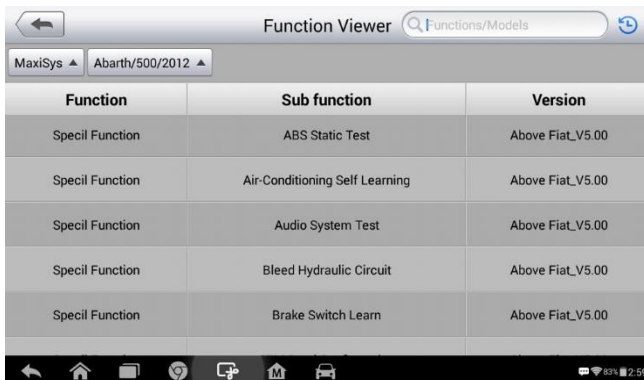 Function Viewer Functions/Models
MaxiSys ▲ Abarth/500/2012 ▲
Function Sub function Version
Specil Function ABS Static Test Above Fiat_V5.00
Specil Function Air-Conditioning Self Learning Above Fiat_V5.00
Specil Function Audio System Test Above Fiat_V5.00
Specil Function Bleed Hydraulic Circuit Above Fiat_V5.00
Specil Function Brake Switch Learn Above Fiat_V5.00
M 83%